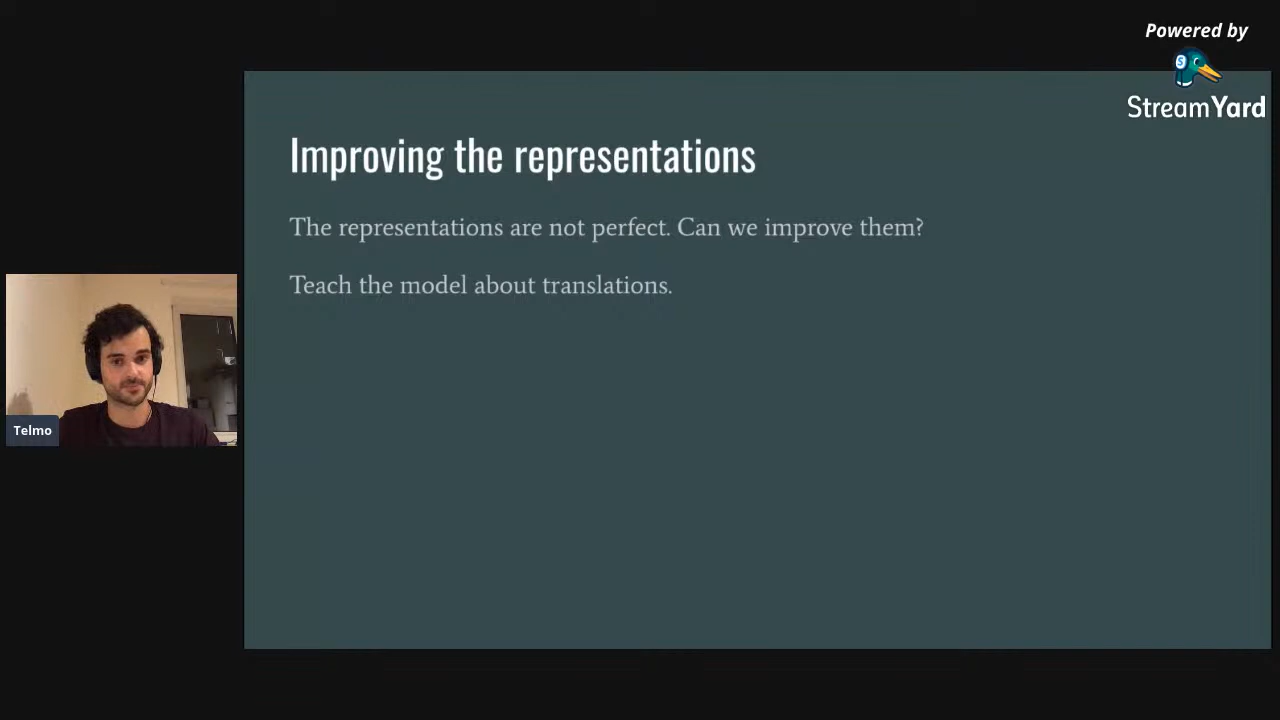 Powered by
StreamYard
Improving the representations
The representations are not perfect. Can we improve them?
Teach the model about translations.
Telmo